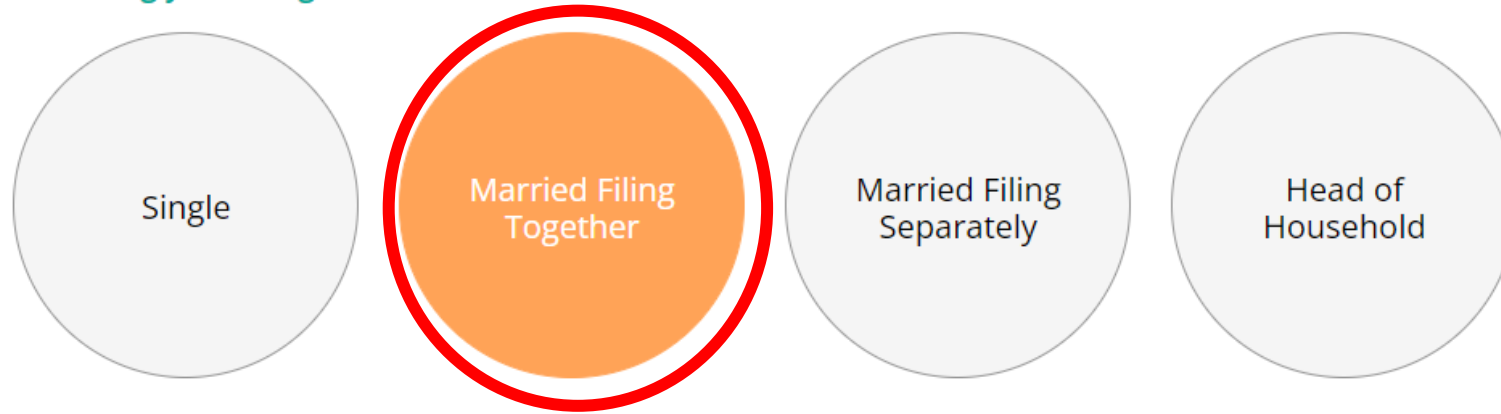 Single
Married Filing
Together
Married Filing
Separately
Head of
Household